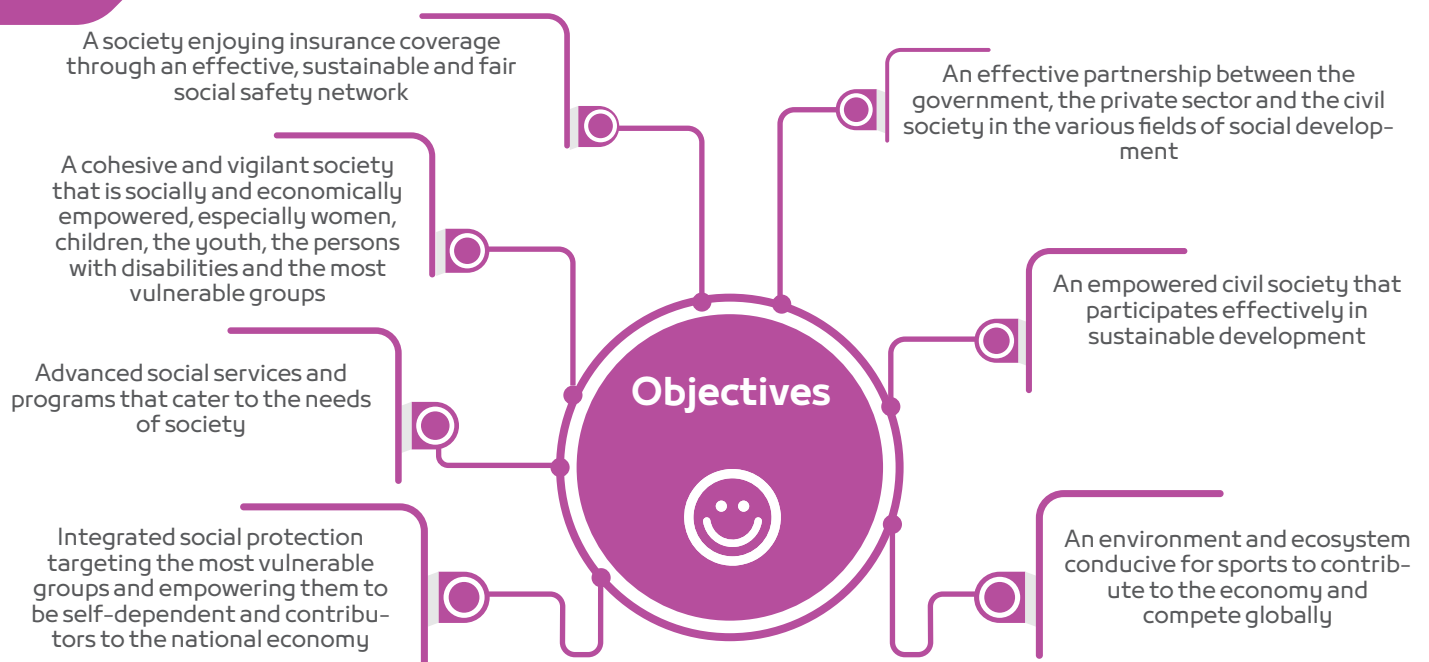 A society enjoying insurance coverage
through an effective, sustainable and fair
social safety network
A cohesive and vigilant society
that is socially and economically
empowered, especially women,
children, the youth, the persons
with disabilities and the most
vulnerable groups
Advanced social services and
programs that cater to the needs
of society
Integrated social protection
targeting the most vulnerable
groups and empowering them to
be self-dependent and contribu-
tors to the national economy
Objectives
An effective partnership between the
government, the private sector and the civil
society in the various fields of social develop-
ment
An empowered civil society that
participates effectively in
sustainable development
An environment and ecosystem
conducive for sports to contrib-
ute to the economy and
compete globally